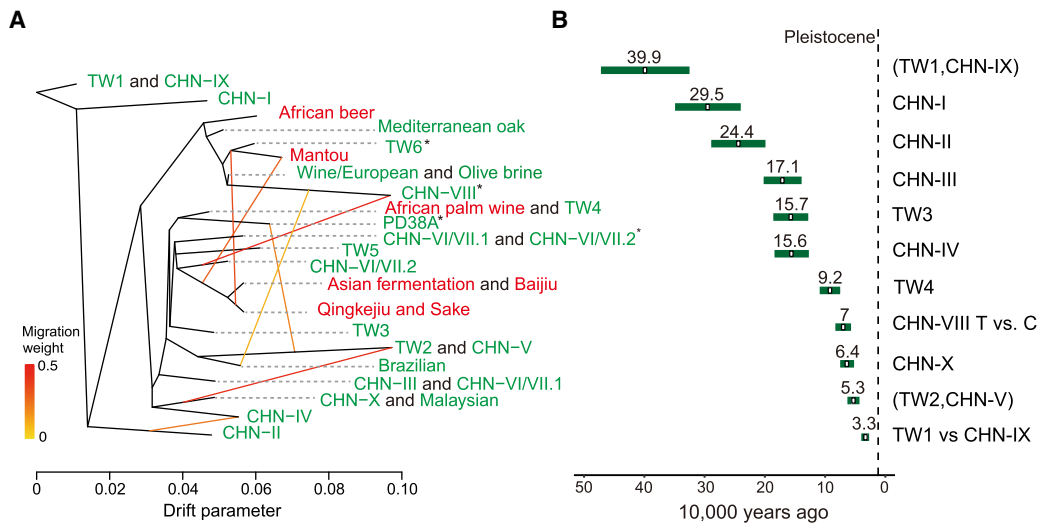 A
TW1 and CHN−IX
CHN−I
African beer
Mediterranean oak
TW6*
Mantou
Wine/European and Olive brine
CHN−VIII*
African palm wine and TW4
PD38A*
CHN−VI/VII.1 and CHN−VI/VII.2*
TW5
CHN−VI/VII.2
Asian fermentation and Baijiu
Qingkejiu and Sake
TW3
TW2 and CHN−V
Brazilian
CHN−III and CHN−VI/VII.1
CHN−X and Malaysian
CHN−IV
CHN−II
Migration
weight
0.5
0
0 0.02 0.04 0.06 0.08 0.10
Drift parameter
B
Pleistocene
39.9 (TW1,CHN-IX)
29.5 CHN-I
24.4 CHN-II
17.1 CHN-III
15.7 TW3
15.6 CHN-IV
9.2 TW4
7 CHN-VIII T vs. C
6.4 CHN-X
5.3 (TW2,CHN-V)
3.3 TW1 vs CHN-IX
50 40 30 20 10 0
10,000 years ago